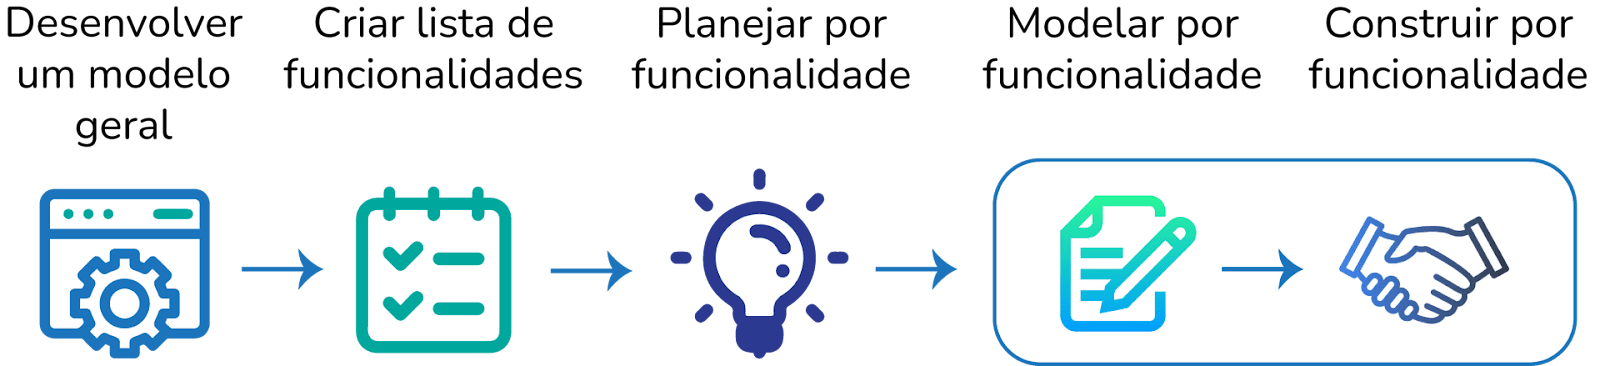 Desenvolver
um modelo
geral
Criar lista de
funcionalidades
Planejar por
funcionalidade
Modelar por
funcionalidade
Construir por
funcionalidade